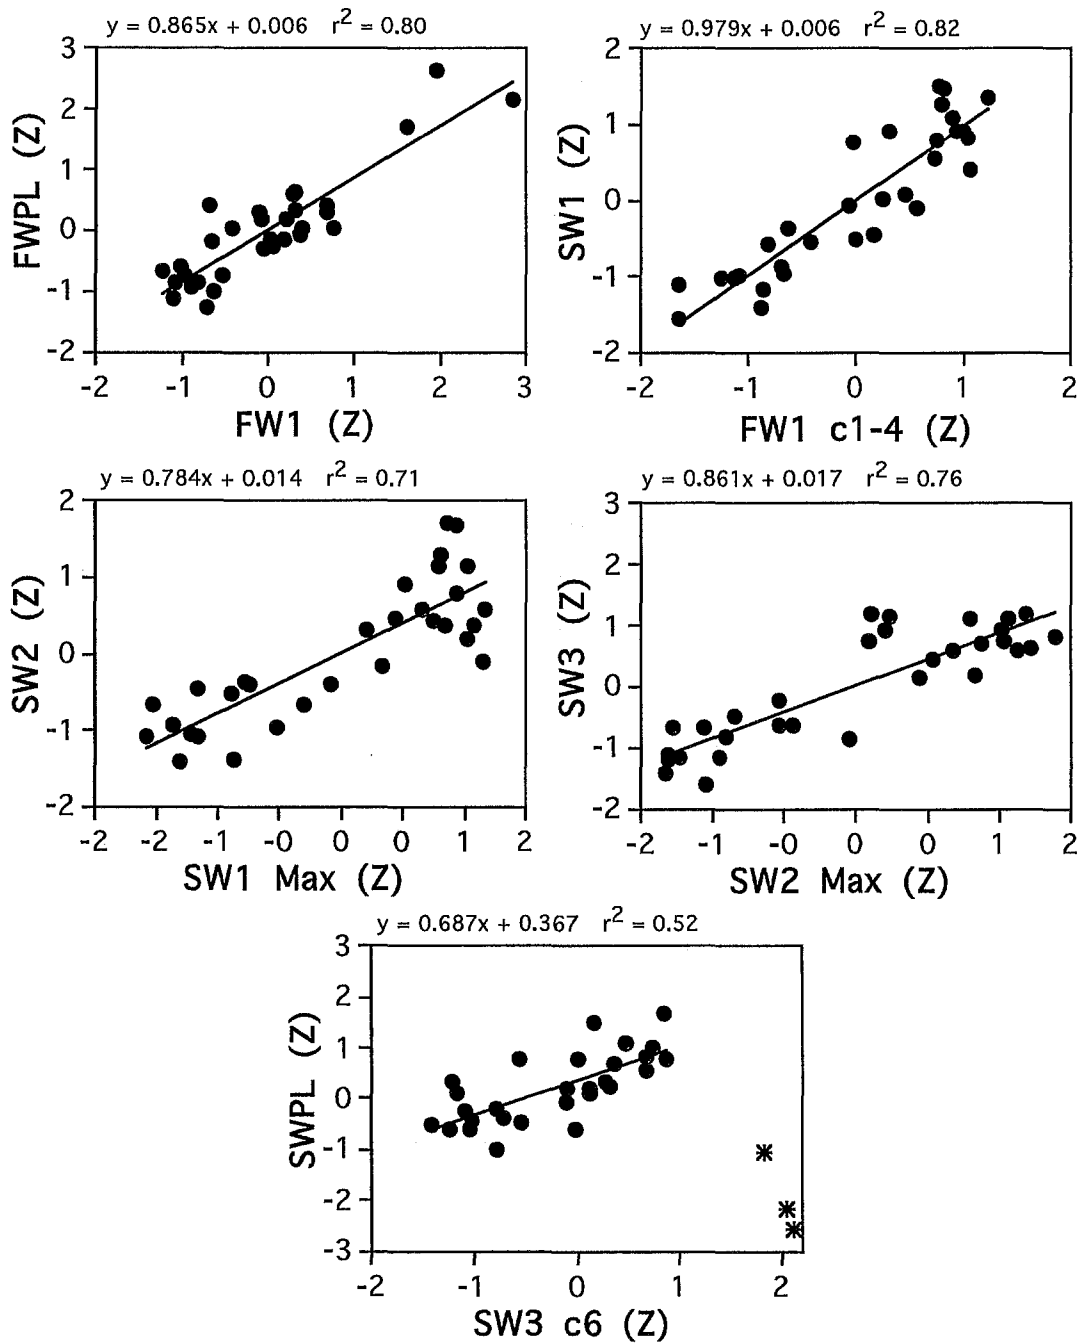 y = 0.865x + 0.006 r2 = 0.80
3
2
1
0
-1
-2
FWPL (Z)
-2 -1 0 1 2 3
FW1 (Z)
y = 0.979x + 0.006 r2 = 0.82
2
1
0
-1
-2
SW1 (Z)
-2 -1 0 1 2
FW1 c1-4 (Z)
y = 0.784x + 0.014 r2 = 0.71
2
1
0
-1
-2
SW2 (Z)
-2 -2 -1 -0 0 0 1 2
SW1 Max (Z)
y = 0.861x + 0.017 r2 = 0.76
3
2
1
0
-1
-2
SW3 (Z)
-2 -1 -0 0 0 1 2
SW2 Max (Z)
y = 0.687x + 0.367 r2 = 0.52
3
2
1
0
-1
-2
-3
SWPL (Z)
-2 -1 0 1 2
SW3 c6 (Z)